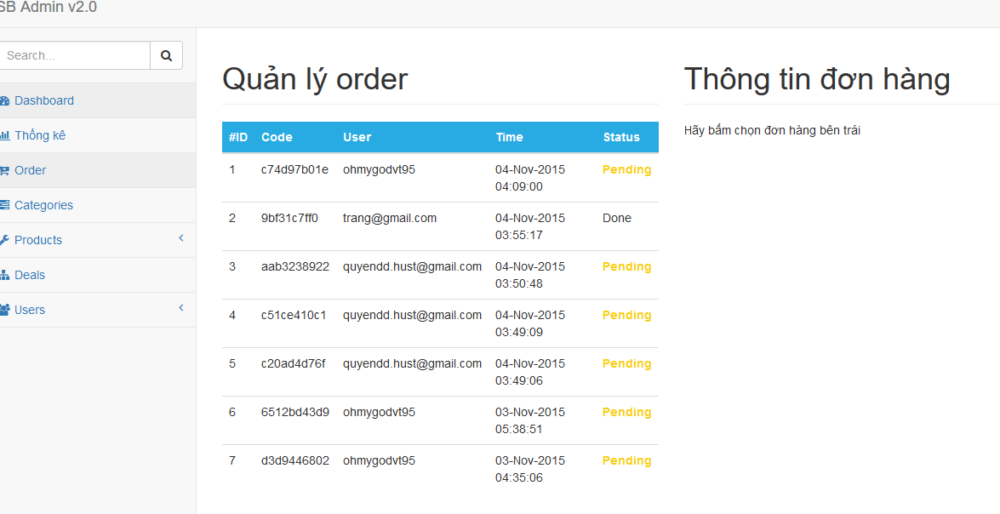 SB Admin v2.0
Search...
Dashboard
Thống kê
Order
Categories
Products
Deals
Users
Quản lý order
#ID Code User Time Status
1 c74d97b01e ohmygodvt95 04-Nov-2015 Pending
04:09:00
2 9bf31c7ff0 trang@gmail.com 04-Nov-2015 Done
03:55:17
3 aab3238922 quyendd.hust@gmail.com 04-Nov-2015 Pending
03:50:48
4 c51ce410c1 quyendd.hust@gmail.com 04-Nov-2015 Pending
03:49:09
5 c20ad4d76f quyendd.hust@gmail.com 04-Nov-2015 Pending
03:49:06
6 6512bd43d9 ohmygodvt95 03-Nov-2015 Pending
05:38:51
7 d3d9446802 ohmygodvt95 03-Nov-2015 Pending
04:35:06
Thông tin đơn hàng
Hãy bấm chọn đơn hàng bên trái